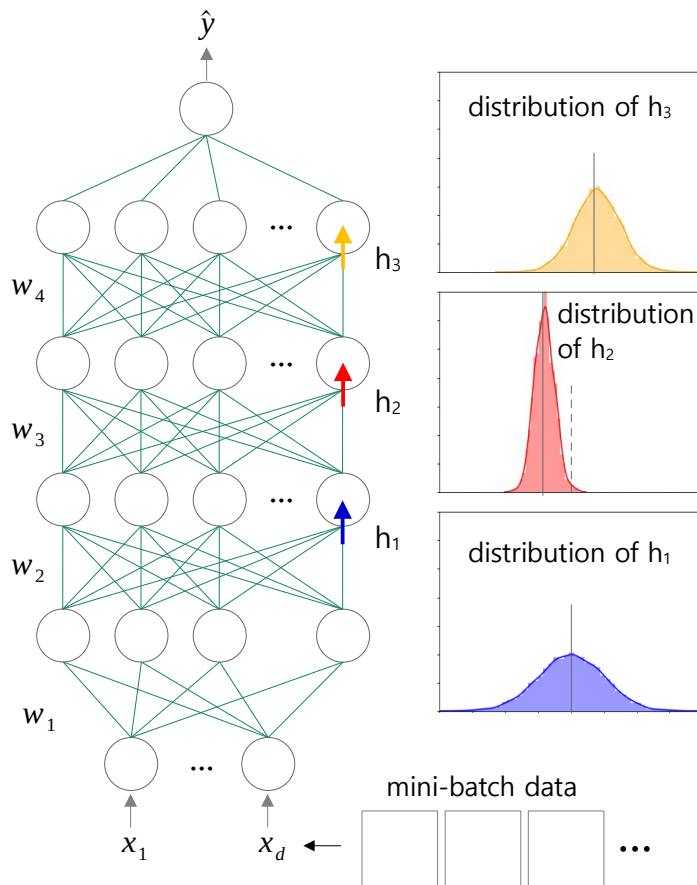 ŷ
distribution of h₃
...
h₃
w₄
distribution
of h₂
...
h₂
w₃
...
h₁
distribution of h₁
w₂
w₁
...
mini-batch data
x₁
x_d
...